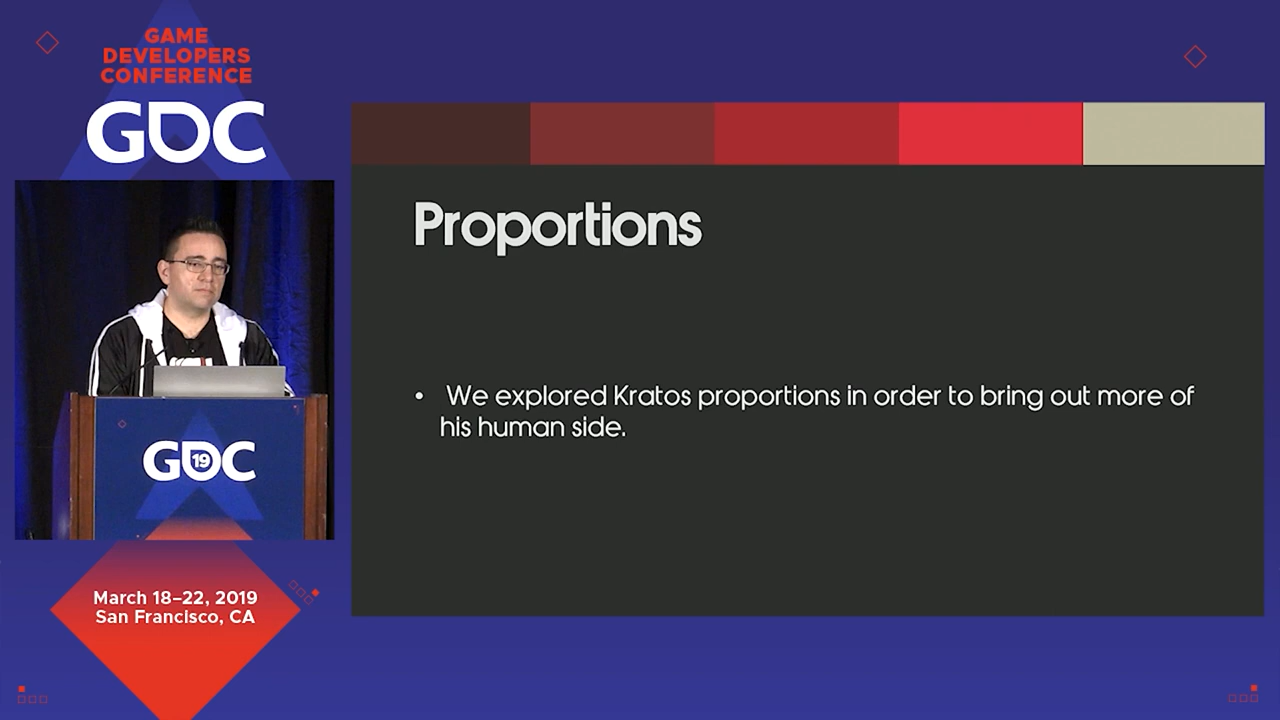 GAME
DEVELOPERS
CONFERENCE
GDC
Proportions
• We explored Kratos proportions in order to bring out more of
his human side.
GDC
19
March 18–22, 2019
San Francisco, CA